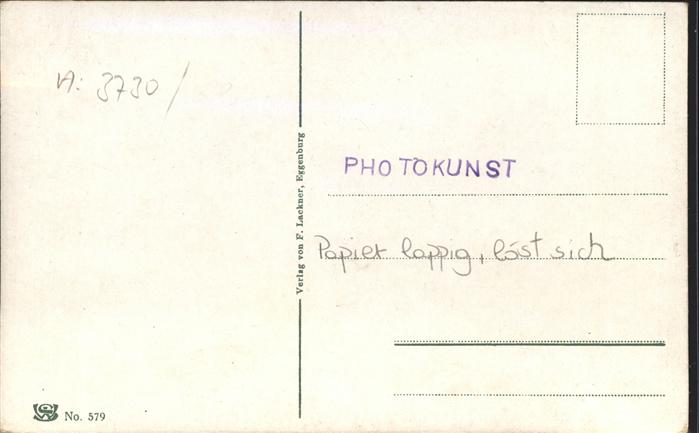 A: 3730/
Verlag von F. Lackner, Eggenburg
PHOTOKUNST
Papier lappig, löst sich
No. 579